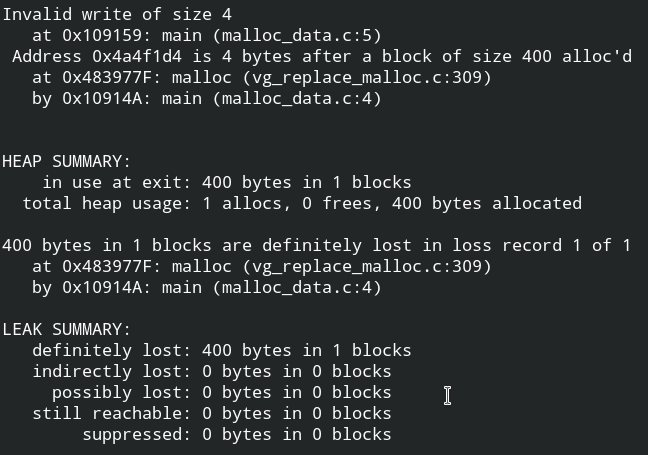 Invalid write of size 4
at 0x109159: main (malloc_data.c:5)
Address 0x4a4f1d4 is 4 bytes after a block of size 400 alloc'd
at 0x483977F: malloc (vg_replace_malloc.c:309)
by 0x10914A: main (malloc_data.c:4)
HEAP SUMMARY:
in use at exit: 400 bytes in 1 blocks
total heap usage: 1 allocs, 0 frees, 400 bytes allocated
400 bytes in 1 blocks are definitely lost in loss record 1 of 1
at 0x483977F: malloc (vg_replace_malloc.c:309)
by 0x10914A: main (malloc_data.c:4)
LEAK SUMMARY:
definitely lost: 400 bytes in 1 blocks
indirectly lost: 0 bytes in 0 blocks
possibly lost: 0 bytes in 0 blocks
still reachable: 0 bytes in 0 blocks
suppressed: 0 bytes in 0 blocks